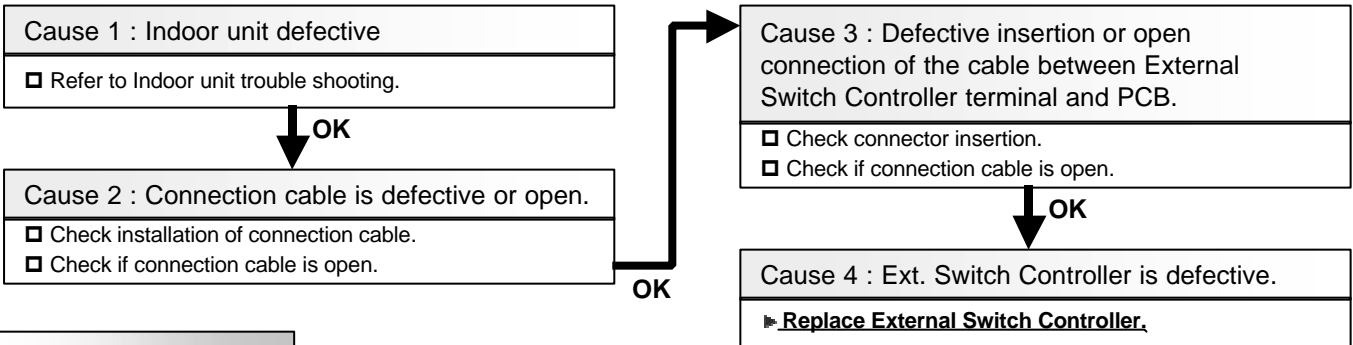 Cause 1 : Indoor unit defective
Refer to Indoor unit trouble shooting.
OK
Cause 2 : Connection cable is defective or open.
Check installation of connection cable.
Check if connection cable is open.
OK
Cause 3 : Defective insertion or open
connection of the cable between External
Switch Controller terminal and PCB.
Check connector insertion.
Check if connection cable is open.
OK
Cause 4 : Ext. Switch Controller is defective.
Replace External Switch Controller.